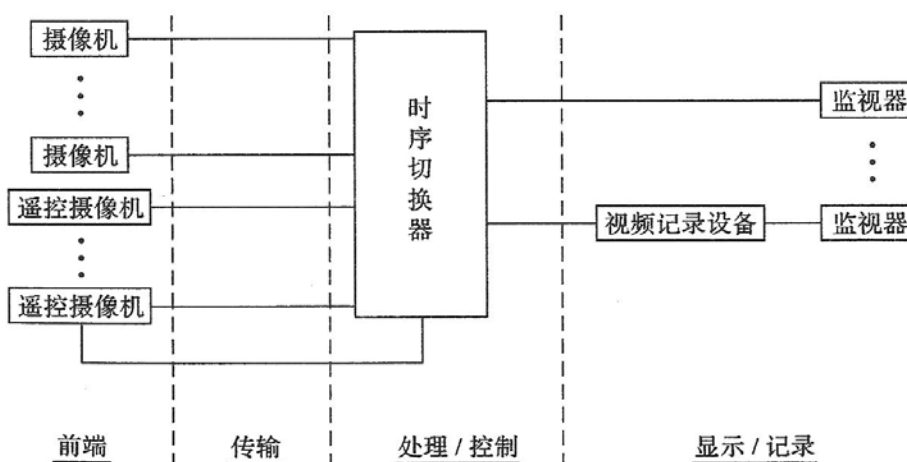 摄像机
摄像机
遥控摄像机
遥控摄像机
时序切换器
监视器
视频记录设备
监视器
前端
传输
处理 / 控制
显示 / 记录